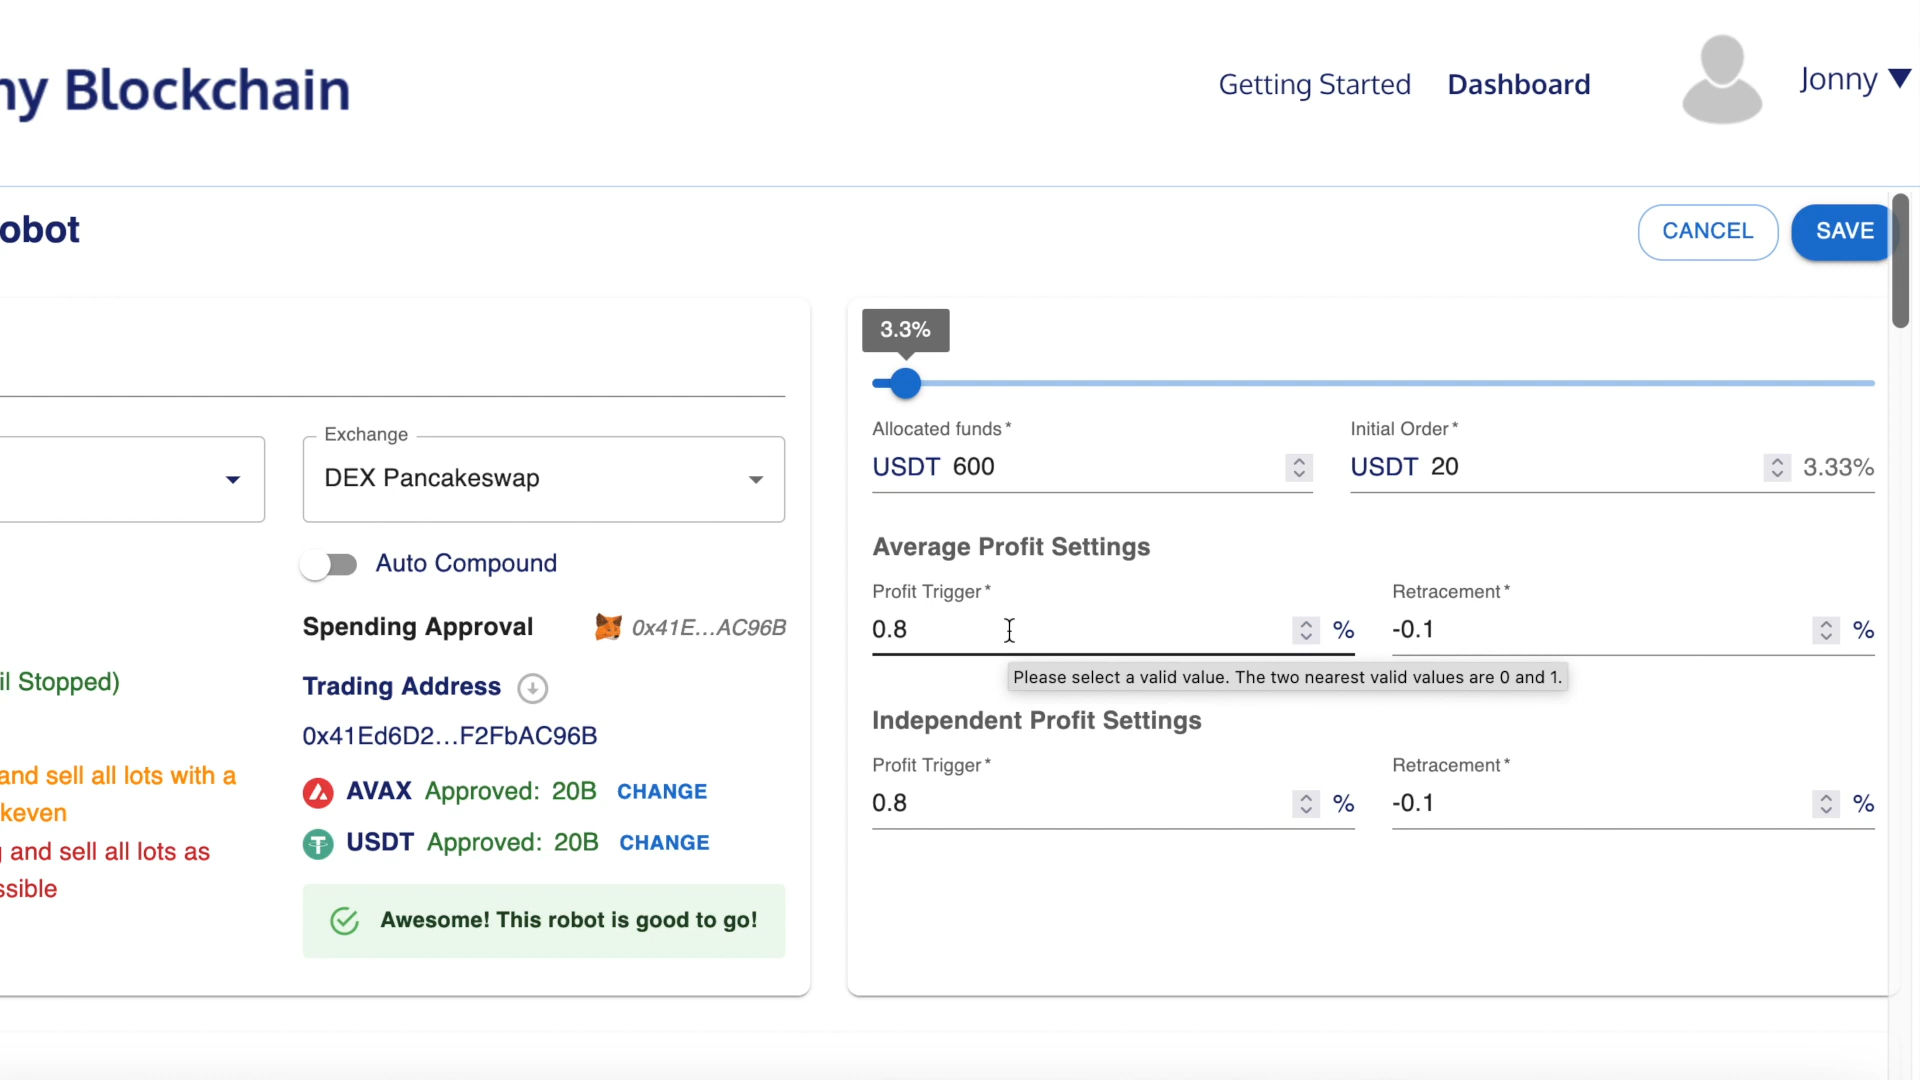 ny Blockchain
Getting Started
Dashboard
Jonny
obot
CANCEL
SAVE
3.3%
Exchange
DEX Pancakeswap
Auto Compound
Spending Approval
0x41E...AC96B
il Stopped)
Trading Address
0x41Ed6D2...F2FbAC96B
and sell all lots with a
keven
and sell all lots as
ssible
AVAX Approved: 20B CHANGE
USDT Approved: 20B CHANGE
Awesome! This robot is good to go!
Allocated funds*
USDT 600
Initial Order*
USDT 20
3.33%
Average Profit Settings
Profit Trigger*
0.8 %
Retracement*
-0.1 %
Please select a valid value. The two nearest valid values are 0 and 1.
Independent Profit Settings
Profit Trigger*
0.8 %
Retracement*
-0.1 %